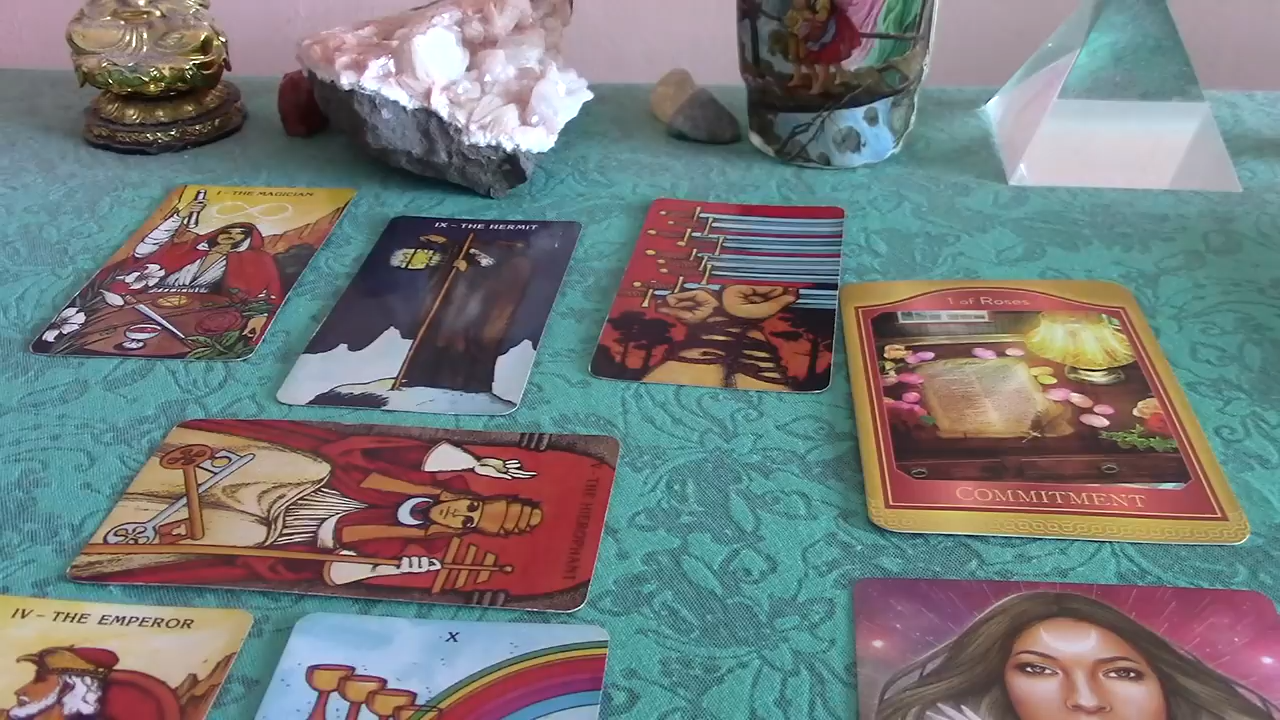 I - THE MAGICIAN
IX - THE HERMIT
1 of Roses
COMMITMENT
V - THE HIEROPHANT
IV - THE EMPEROR
X